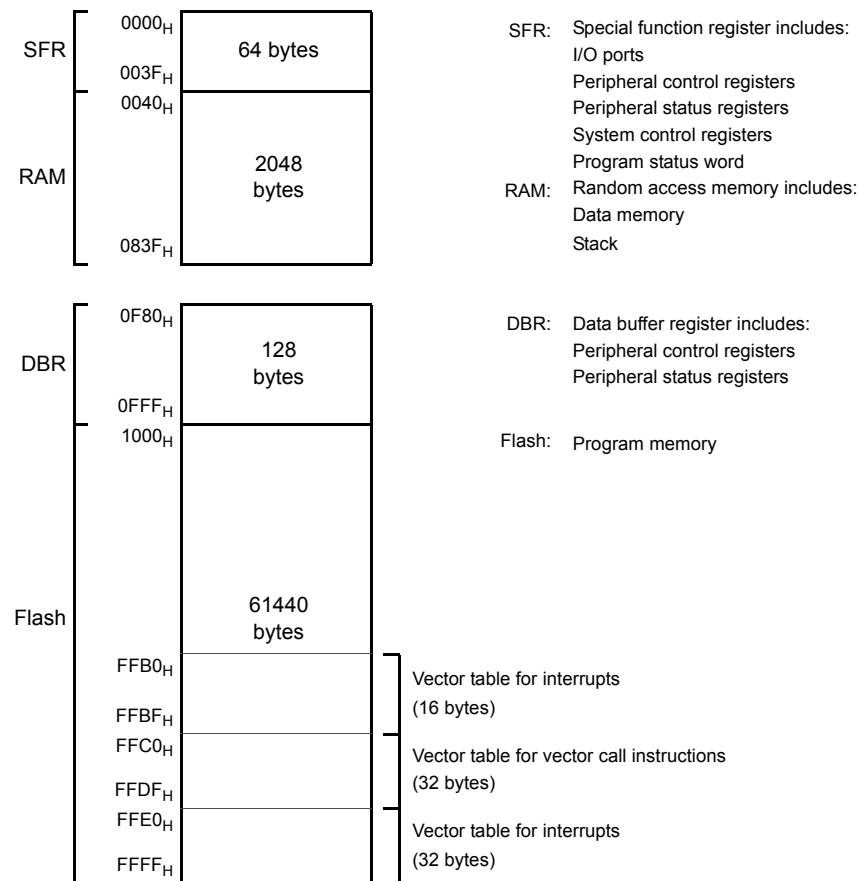 0000H
SFR
64 bytes
003FH
0040H
RAM
2048
bytes
083FH
0F80H
DBR
128
bytes
0FFFH
1000H
Flash
61440
bytes
FFB0H
Vector table for interrupts
(16 bytes)
FFBFH
FFC0H
Vector table for vector call instructions
(32 bytes)
FFDFH
FFE0H
Vector table for interrupts
(32 bytes)
FFFFH
SFR: Special function register includes:
I/O ports
Peripheral control registers
Peripheral status registers
System control registers
Program status word
RAM: Random access memory includes:
Data memory
Stack
DBR: Data buffer register includes:
Peripheral control registers
Peripheral status registers
Flash: Program memory